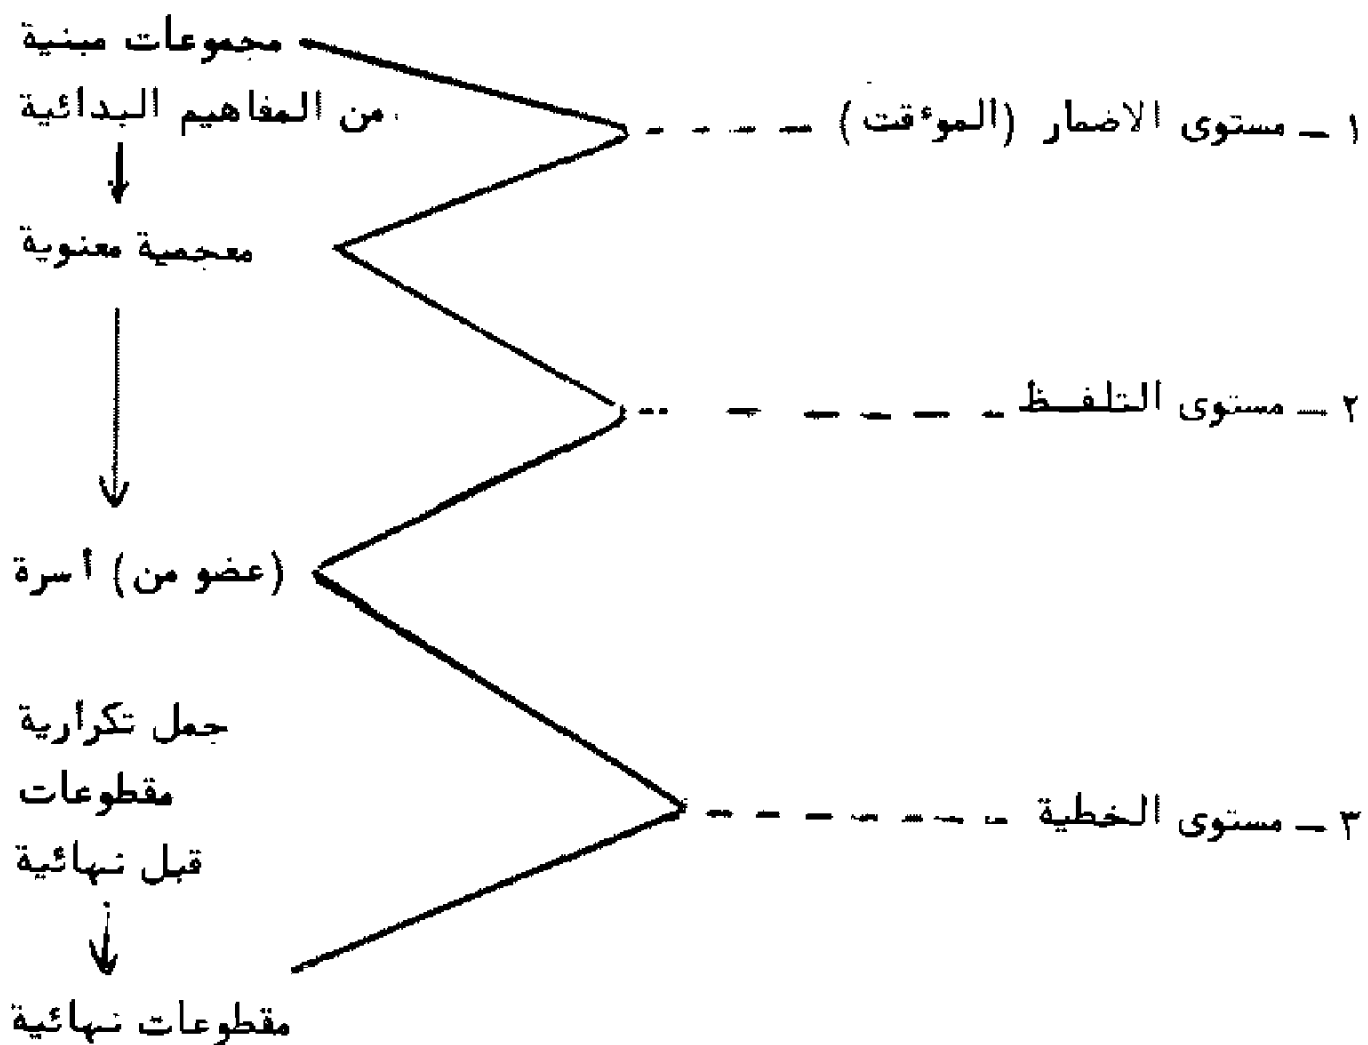 مجموعات مبنية
من المفاهيم البدائية
١ - مستوى الاضمار (الموءقت)
معجمية معنوية
٢ - مستوى التلفظ
(عضو من) أسرة
جمل تكرارية
مقطوعات
قبل نهائية
٣ - مستوى الخطية
مقطوعات نهائية